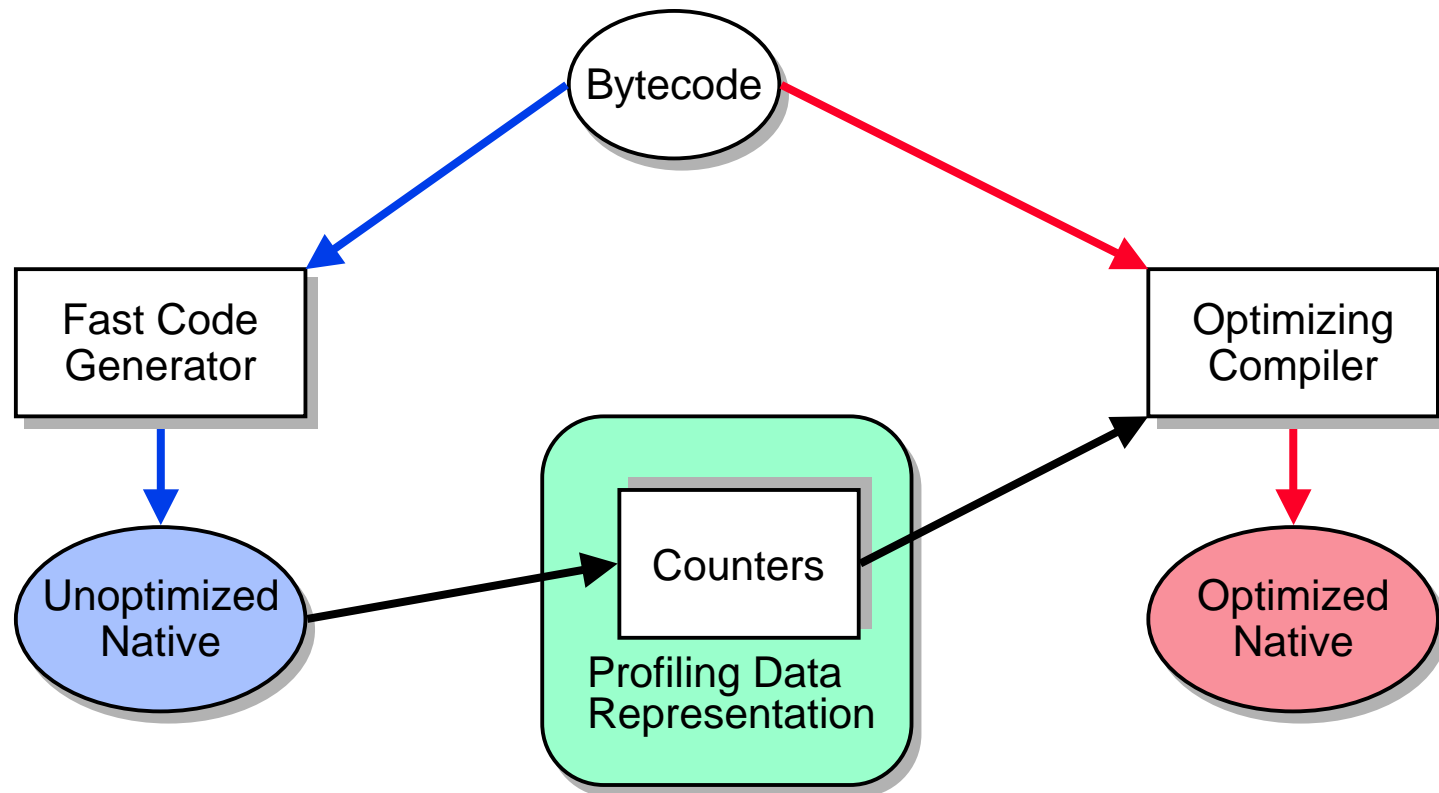 Bytecode
Fast Code
Generator
Optimizing
Compiler
Counters
Unoptimized
Native
Optimized
Native
Profiling Data
Representation